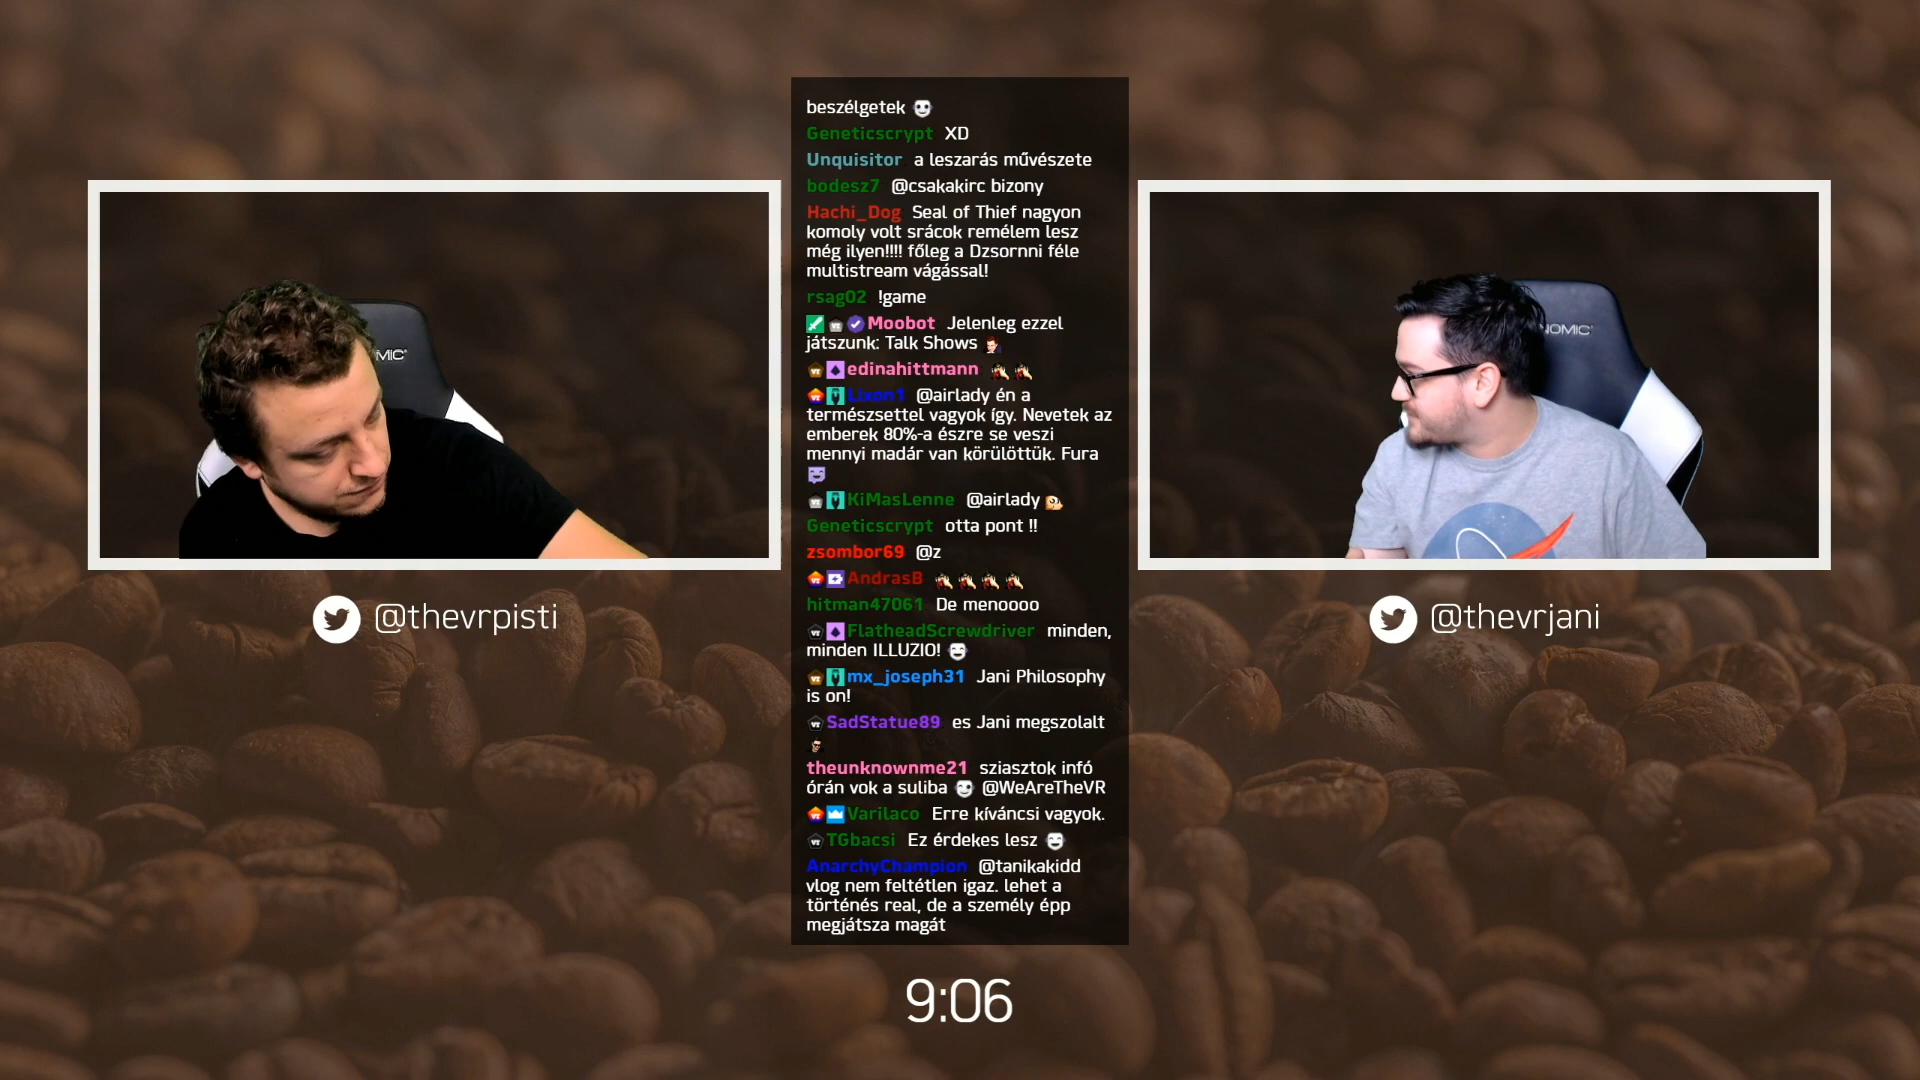 beszélgetek
Geneticscrypt XD
Unquisitor a leszarás művészete
bodesz7 @csakakirc bizony
Hachi_Dog Seal of Thief nagyon
komoly volt srácok remélem lesz
még ilyen!!!! főleg a Dzsornni féle
multistream vágással!
rsag02 !game
Moobot Jelenleg ezzel
játszunk: Talk Shows
edinahittmann
Lixon1 @airlady én a
természsettel vagyok így. Nevetek az
emberek 80%-a észre se veszi
mennyi madár van körülöttük. Fura
KiMasLenne @airlady
Geneticscrypt otta pont !!
zsombor69 @z
AndrasB
hitman47061 De menoooo
FlatheadScrewdriver minden,
minden ILLUZIO!
mx_joseph31 Jani Philosophy
is on!
SadStatue89 es Jani megszolalt
theunknownme21 sziasztok infó
órán vok a suliba @WeAreTheVR
Varilaco Erre kíváncsi vagyok.
TGbacsi Ez érdekes lesz
AnarchyChampion @tanikakidd
vlog nem feltétlen igaz. lehet a
történés real, de a személy épp
megjátsza magát
@thevrpisti
@thevrjani
9:06